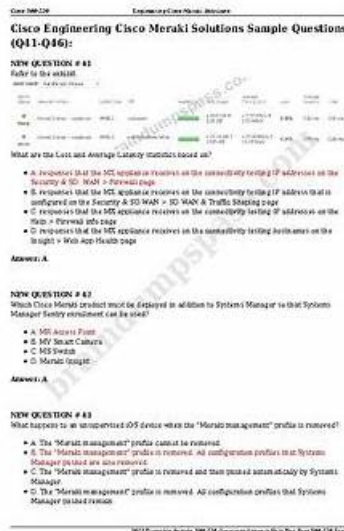 Cisco Engineering Cisco Meraki Solutions Sample Questions
(Q41-Q46):
NEW QUESTION # 41
Refer to the exhibit.
What are the Loss and Average Latency statistics based on?
A. responses that the MX appliance receives on the connectivity testing IP addresses on the
Security & SD WAN > Firewall page
B. responses that the MX appliance receives on the connectivity testing IP address that is
configured on the Security & SD WAN > SD WAN & Traffic Shaping page
C. responses that the MX appliance receives on the connectivity testing IP addresses on the
Help > Firewall info page
D. responses that the MX appliance receives on the connectivity testing hostnames on the
Insight > Web App Health page
Answer: A
NEW QUESTION # 42
Which Cisco Meraki product must be deployed in addition to Systems Manager so that Systems
Manager Sentry enrollment can be used?
A. MR Access Point
B. MV Smart Camera
C. MS Switch
D. Meraki Insight
Answer: A
NEW QUESTION # 43
What happens to an unsupervised iOS device when the "Meraki management" profile is removed?
A. The "Meraki management" profile cannot be removed.
B. The "Meraki management" profile is removed. All configuration profiles that Systems
Manager pushed are also removed.
C. The "Meraki management" profile is removed and then pushed automatically by Systems
Manager.
D. The "Meraki management" profile is removed. All configuration profiles that Systems
Manager pushed remain.